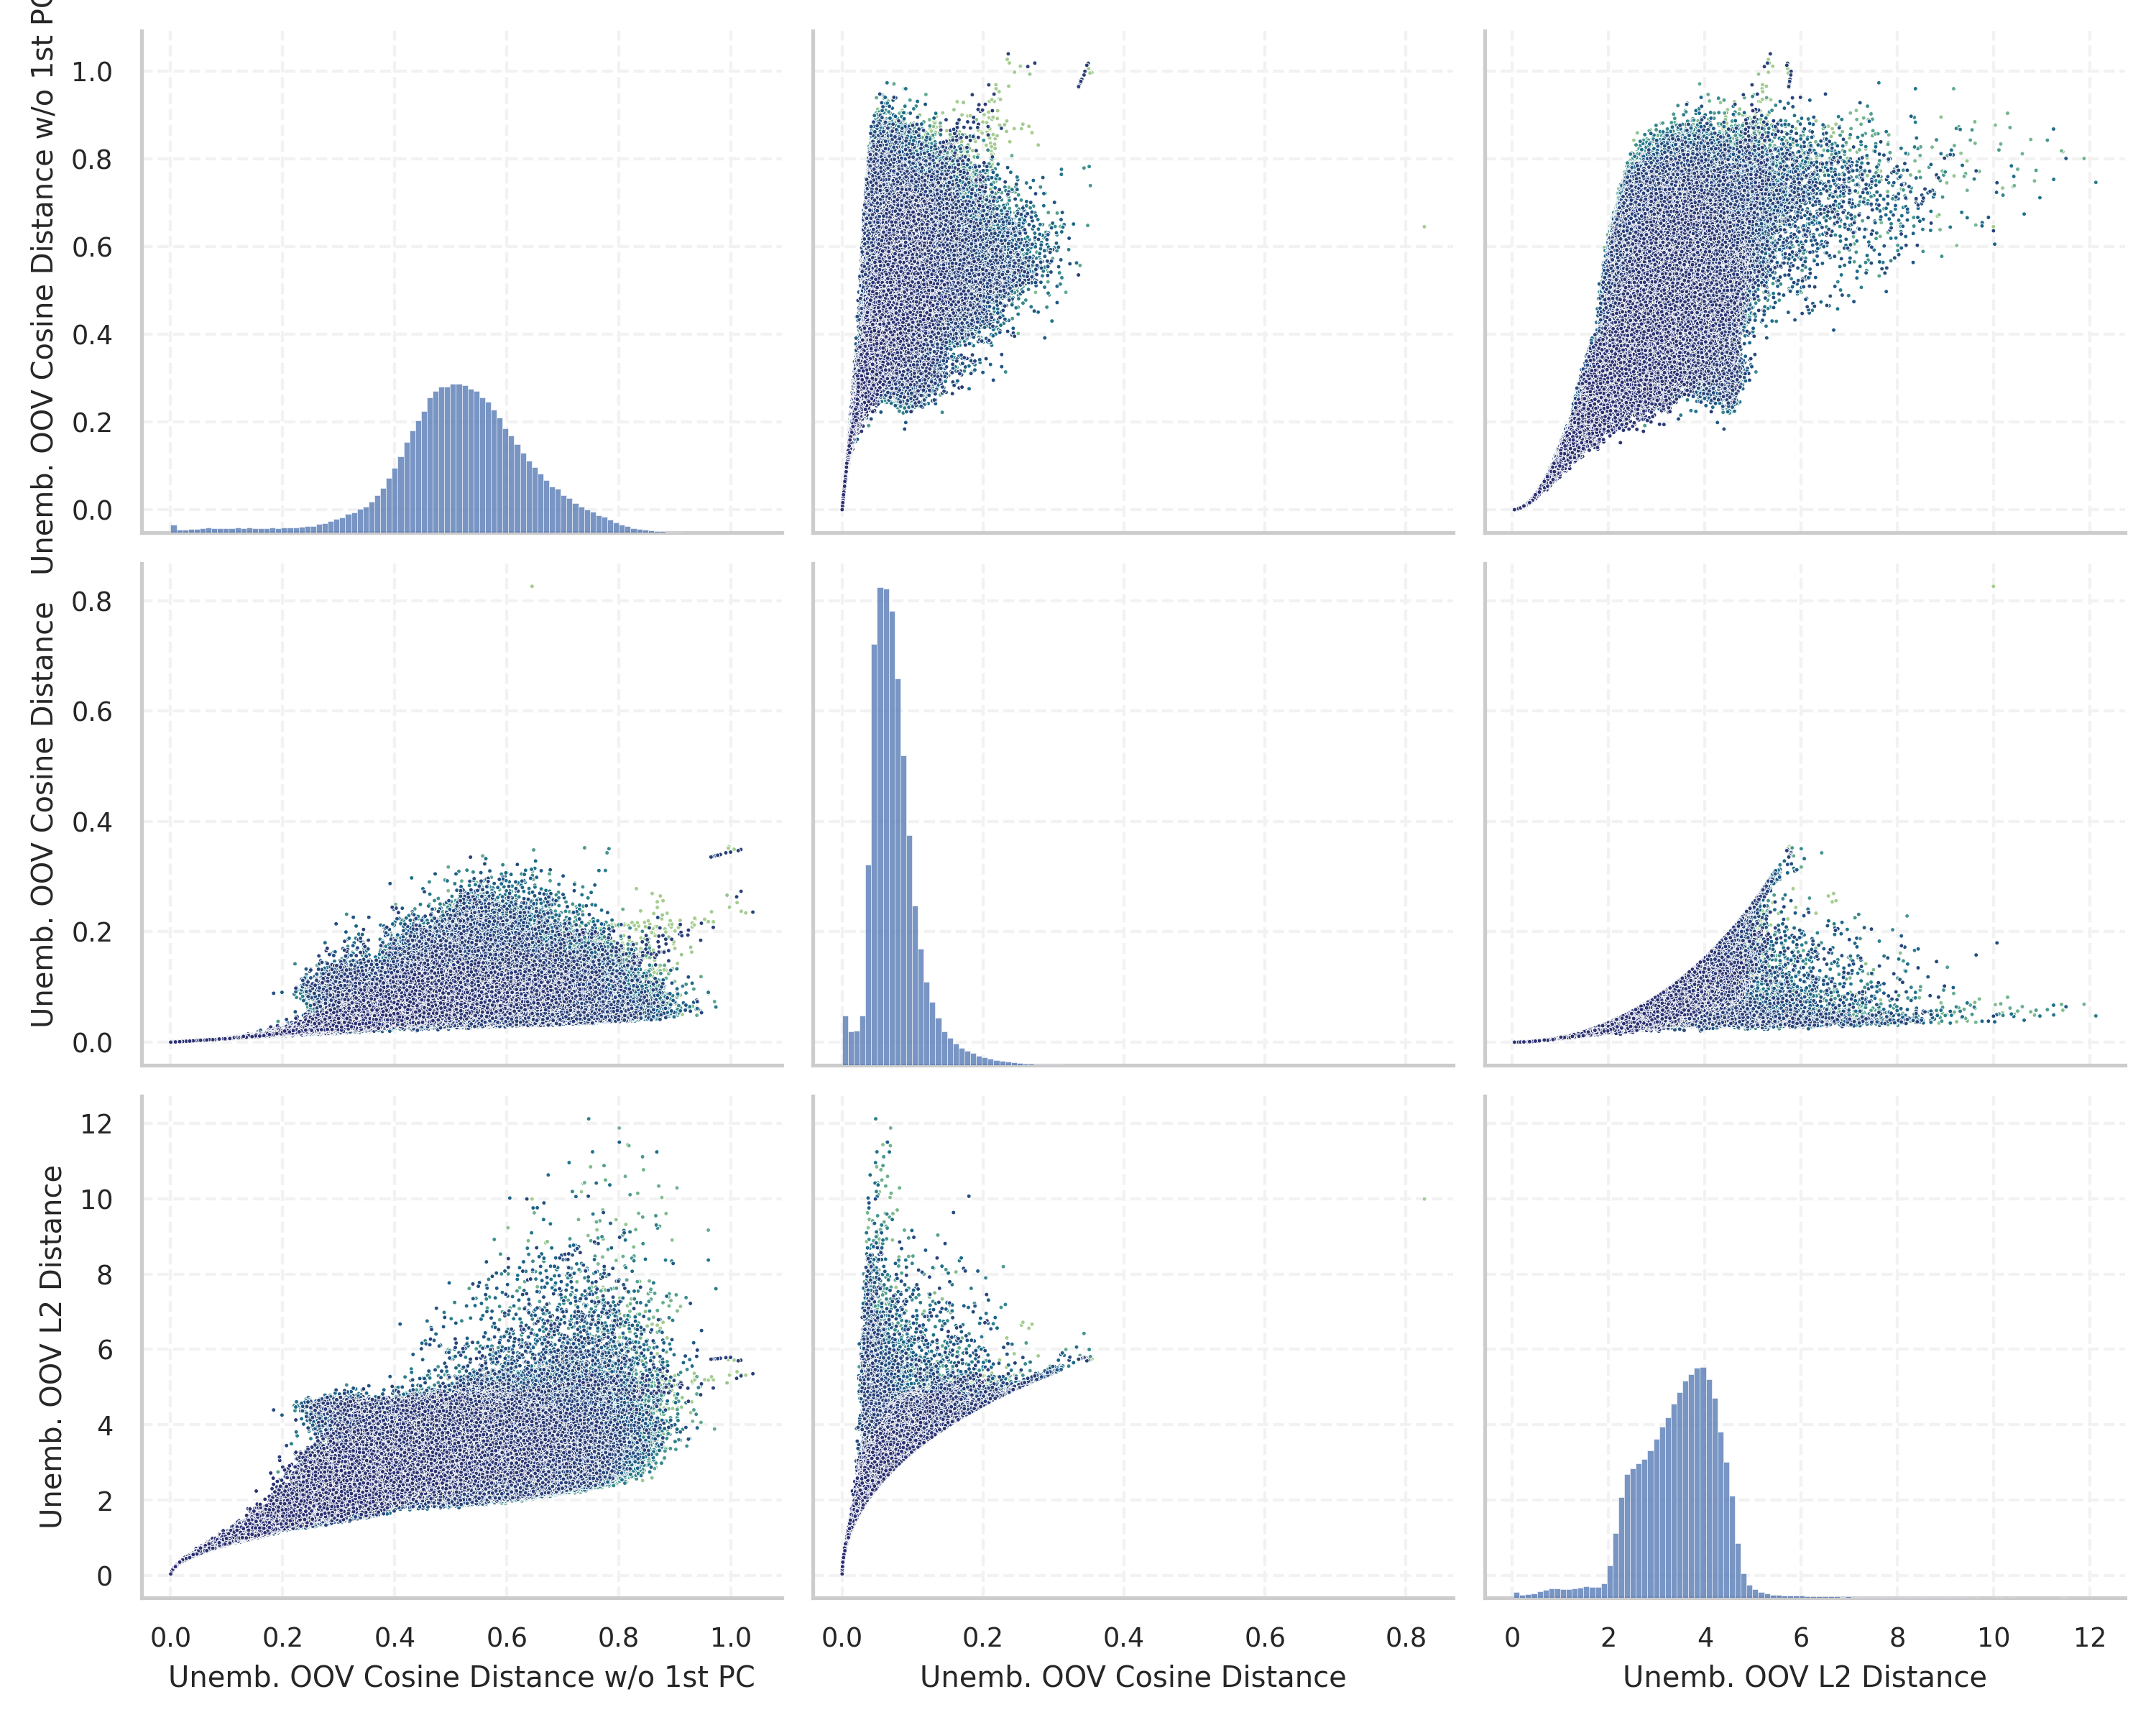 Unemb. OOV Cosine Distance w/o 1st PC
1.0
0.8
0.6
0.4
0.2
0.0
Unemb. OOV Cosine Distance
0.8
0.6
0.4
0.2
0.0
Unemb. OOV L2 Distance
12
10
8
6
4
2
0
0.0 0.2 0.4 0.6 0.8 1.0
0.0 0.2 0.4 0.6 0.8
0 2 4 6 8 10 12
Unemb. OOV Cosine Distance w/o 1st PC
Unemb. OOV Cosine Distance
Unemb. OOV L2 Distance